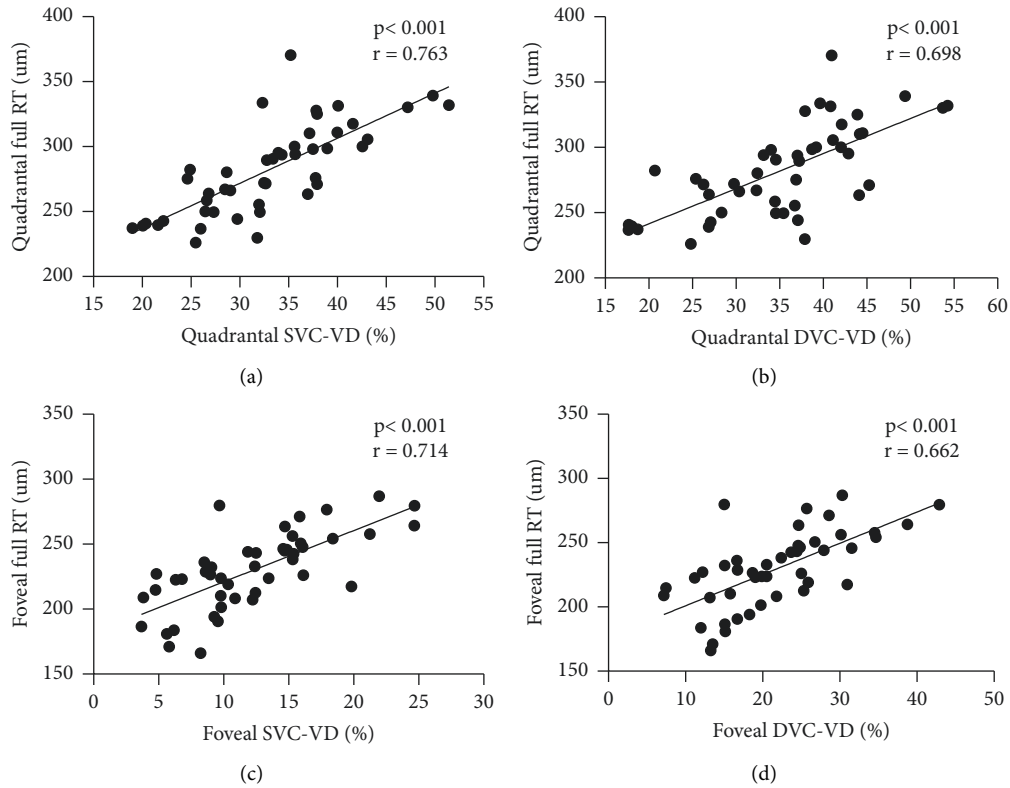 400
350
300
250
200
Quadrantal full RT (um)
p< 0.001
r = 0.763
15 20 25 30 35 40 45 50 55
Quadrantal SVC-VD (%)
(a)
400
350
300
250
200
Quadrantal full RT (um)
p< 0.001
r = 0.698
15 20 25 30 35 40 45 50 55 60
Quadrantal DVC-VD (%)
(b)
350
300
250
200
150
Foveal full RT (um)
p< 0.001
r = 0.714
0 5 10 15 20 25 30
Foveal SVC-VD (%)
(c)
350
300
250
200
150
Foveal full RT (um)
p< 0.001
r = 0.662
0 10 20 30 40 50
Foveal DVC-VD (%)
(d)